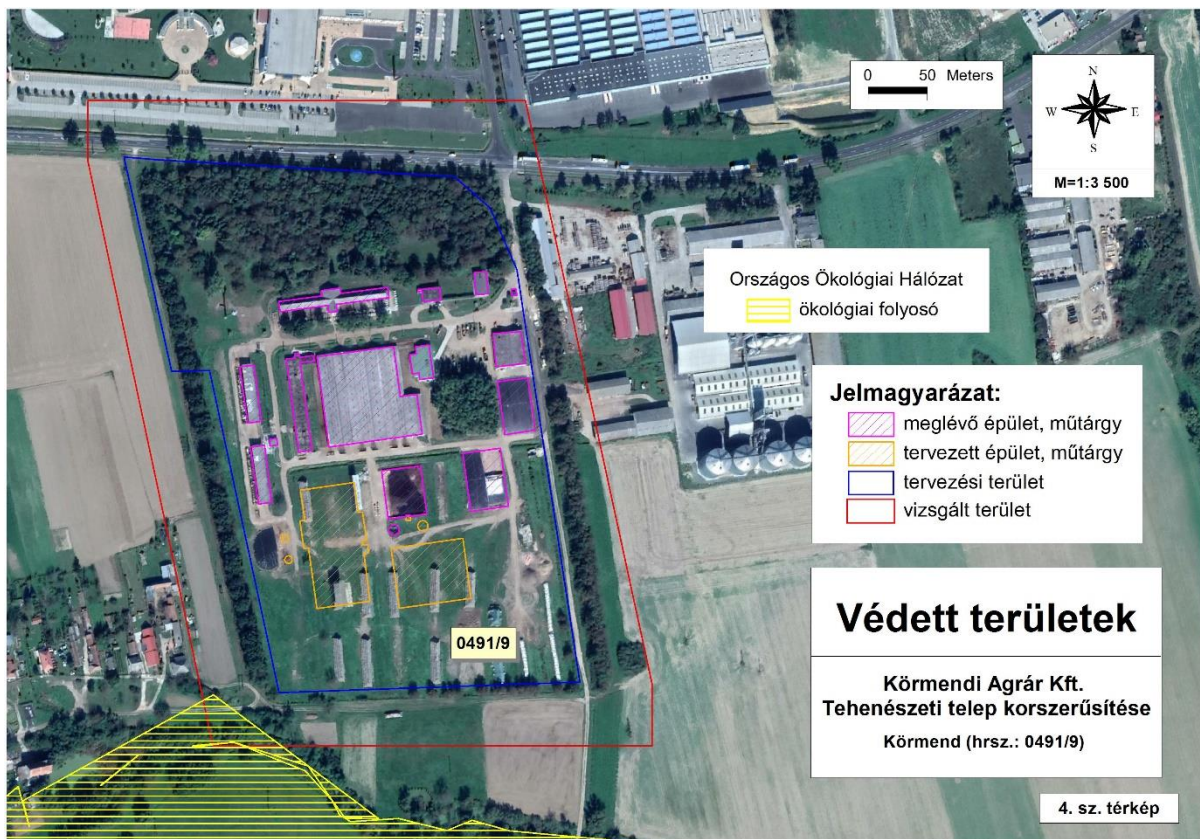 0 50 Meters
N
W E
S
M=1:3 500
Országos Ökológiai Hálózat
ökológiai folyosó
Jelmagyarázat:
meglévő épület, műtárgy
tervezett épület, műtárgy
tervezési terület
vizsgált terület
0491/9
Védett területek
Körmendi Agrár Kft.
Tehenészeti telep korszerűsítése
Körmend (hrsz.: 0491/9)
4. sz. térkép